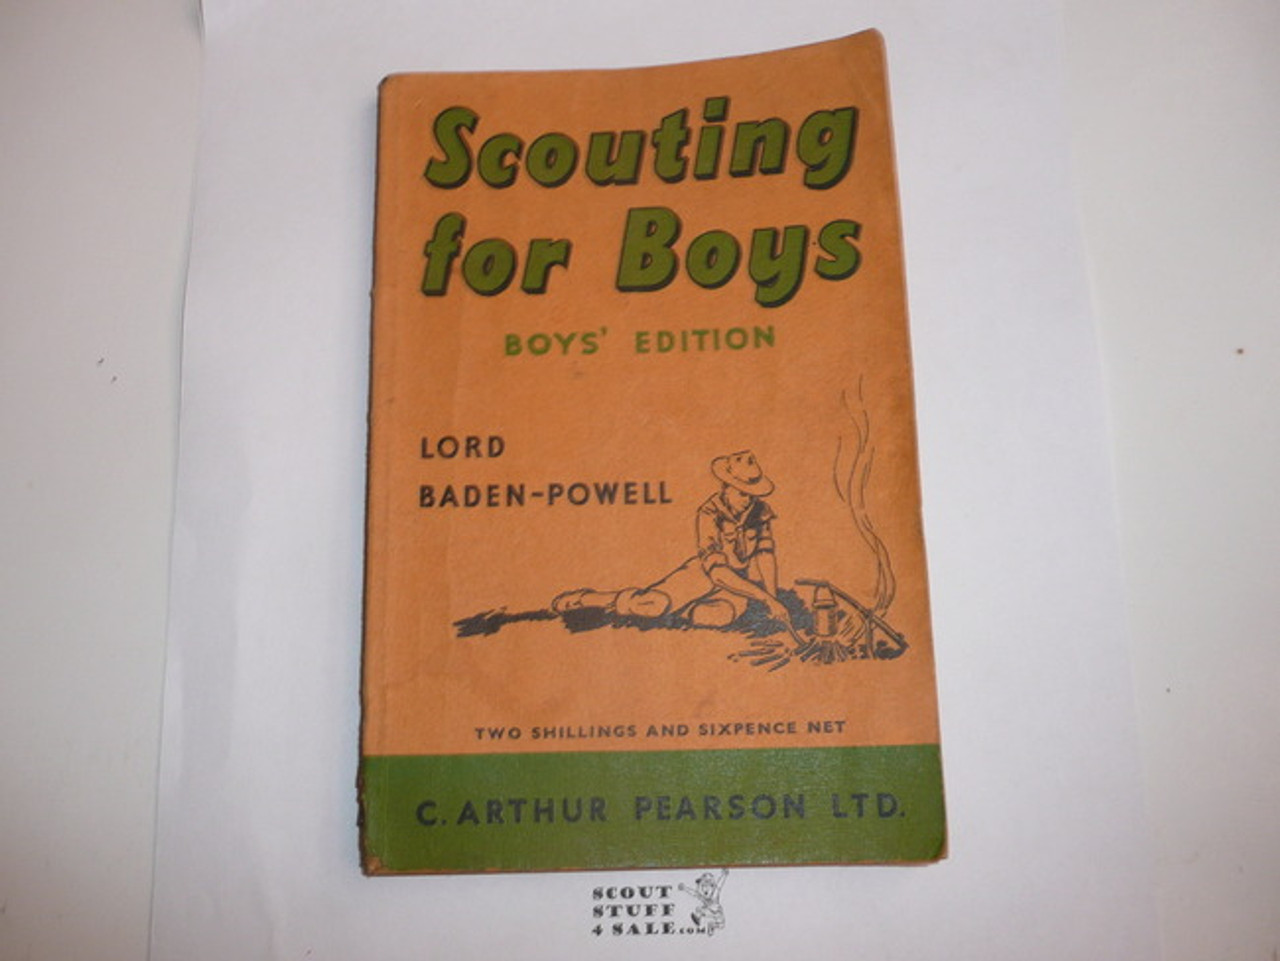 Scouting
for Boys
BOYS' EDITION
LORD
BADEN-POWELL
TWO SHILLINGS AND SIXPENCE NET
C. ARTHUR PEARSON LTD.
SCOUT
STUFF
4 SALE.com